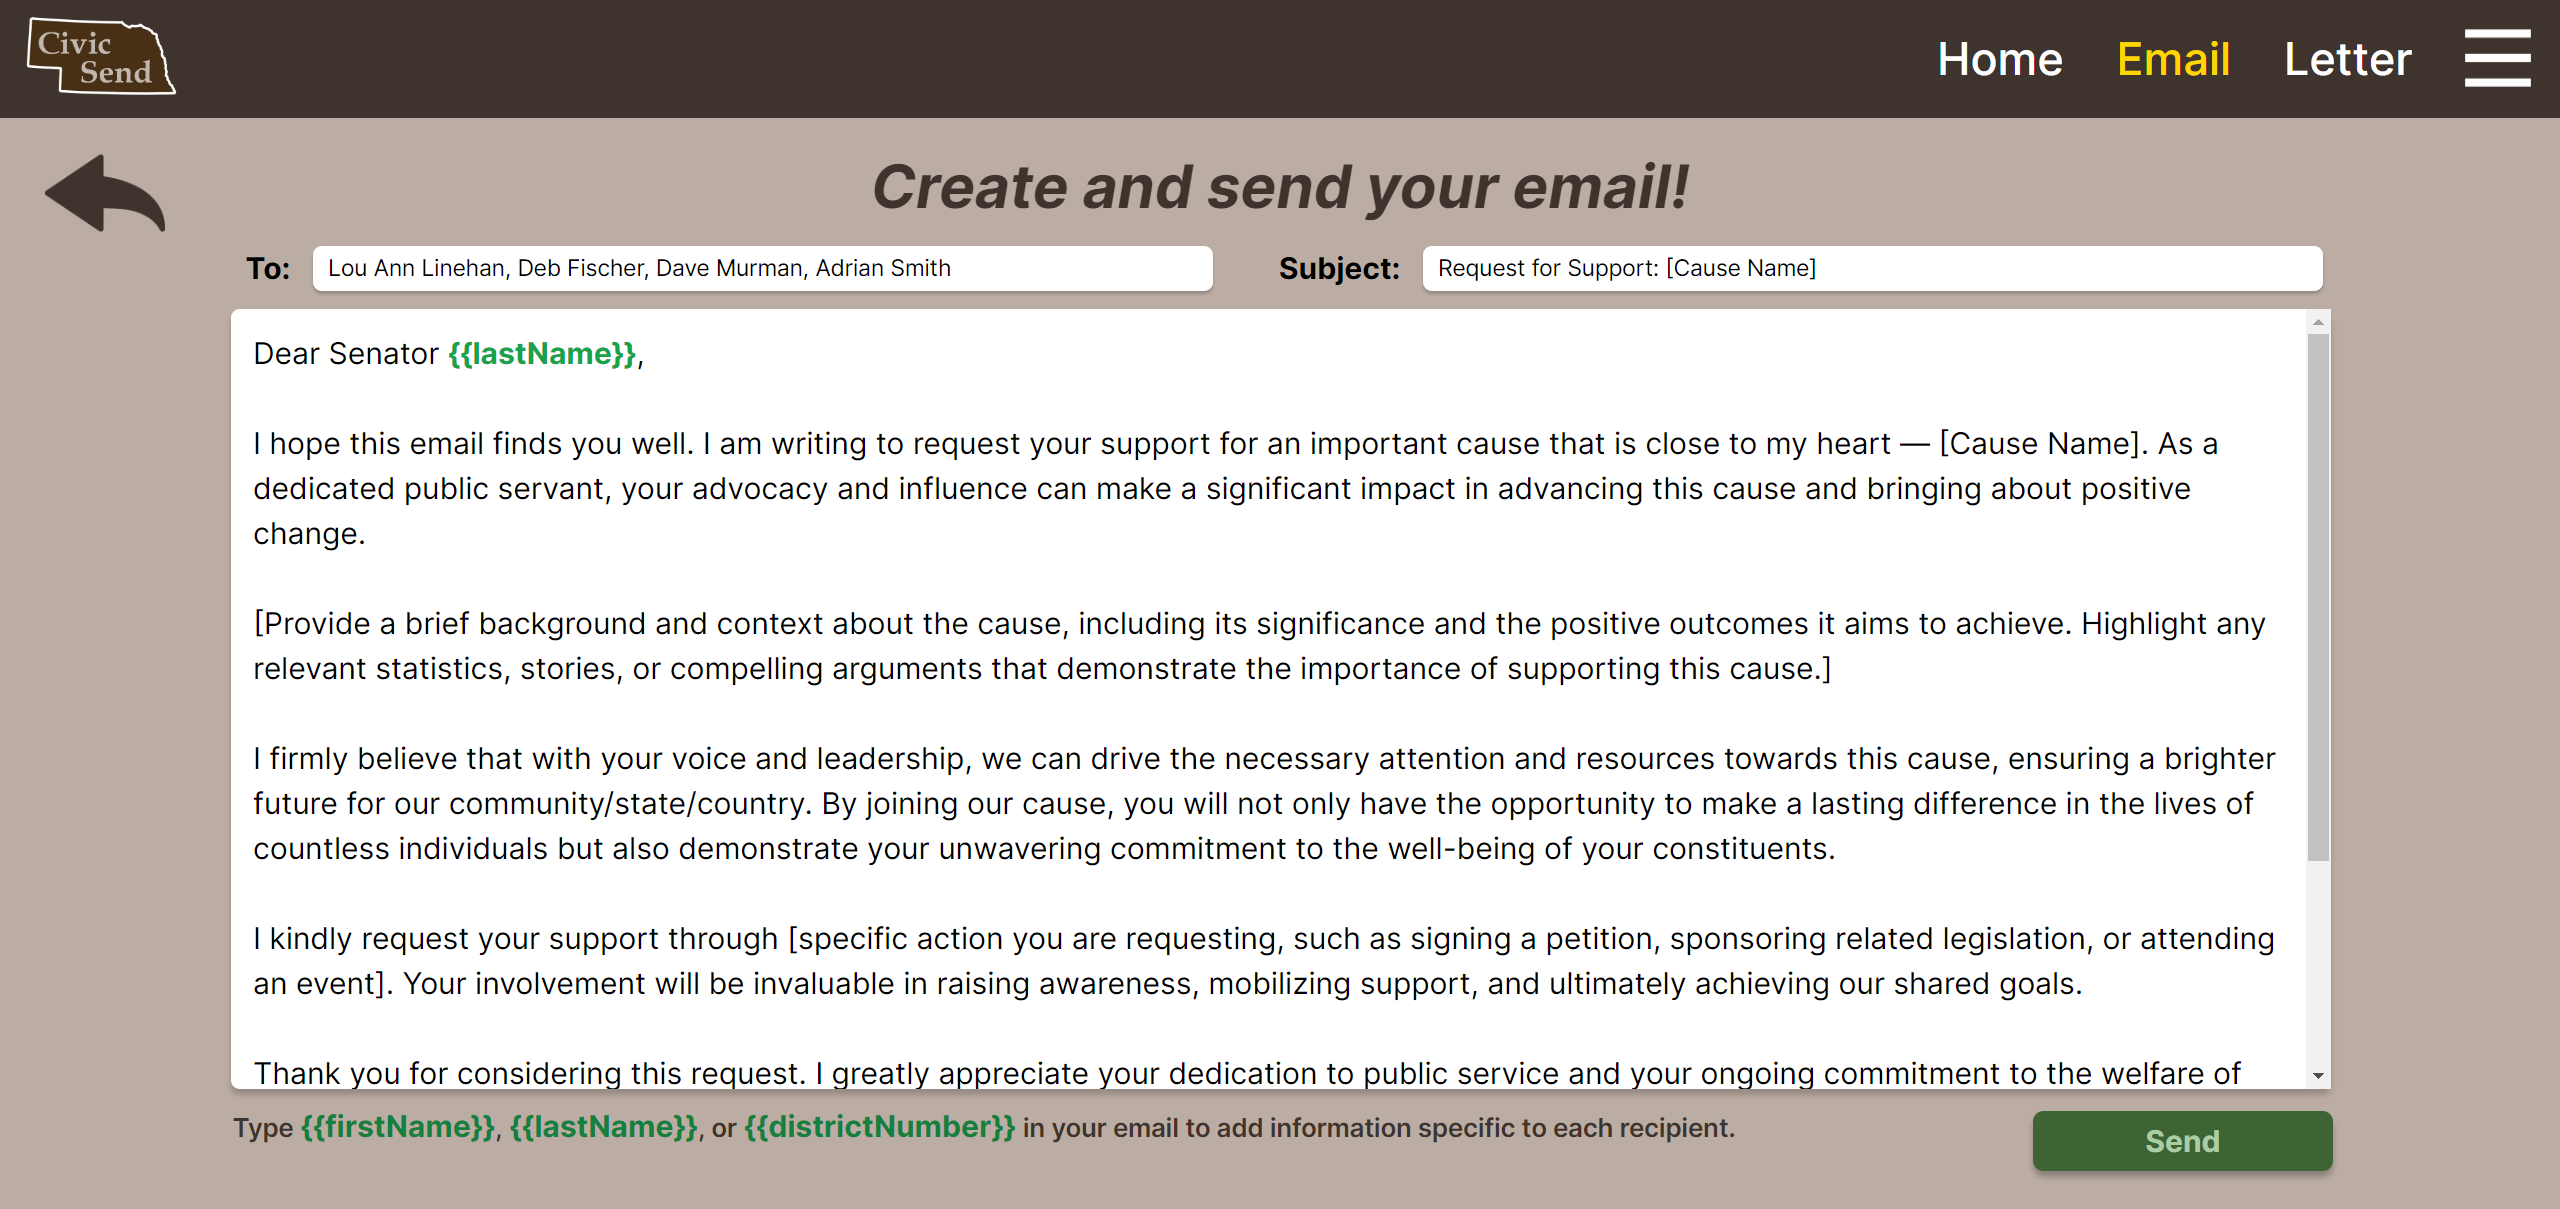 Civic
Send
Home Email Letter
Create and send your email!
To: Lou Ann Linehan, Deb Fischer, Dave Murman, Adrian Smith Subject: Request for Support: [Cause Name]
Dear Senator {{lastName}},
I hope this email finds you well. I am writing to request your support for an important cause that is close to my heart — [Cause Name]. As a
dedicated public servant, your advocacy and influence can make a significant impact in advancing this cause and bringing about positive
change.
[Provide a brief background and context about the cause, including its significance and the positive outcomes it aims to achieve. Highlight any
relevant statistics, stories, or compelling arguments that demonstrate the importance of supporting this cause.]
I firmly believe that with your voice and leadership, we can drive the necessary attention and resources towards this cause, ensuring a brighter
future for our community/state/country. By joining our cause, you will not only have the opportunity to make a lasting difference in the lives of
countless individuals but also demonstrate your unwavering commitment to the well-being of your constituents.
I kindly request your support through [specific action you are requesting, such as signing a petition, sponsoring related legislation, or attending
an event]. Your involvement will be invaluable in raising awareness, mobilizing support, and ultimately achieving our shared goals.
Thank you for considering this request. I greatly appreciate your dedication to public service and your ongoing commitment to the welfare of
Type {{firstName}}, {{lastName}}, or {{districtNumber}} in your email to add information specific to each recipient.
Send